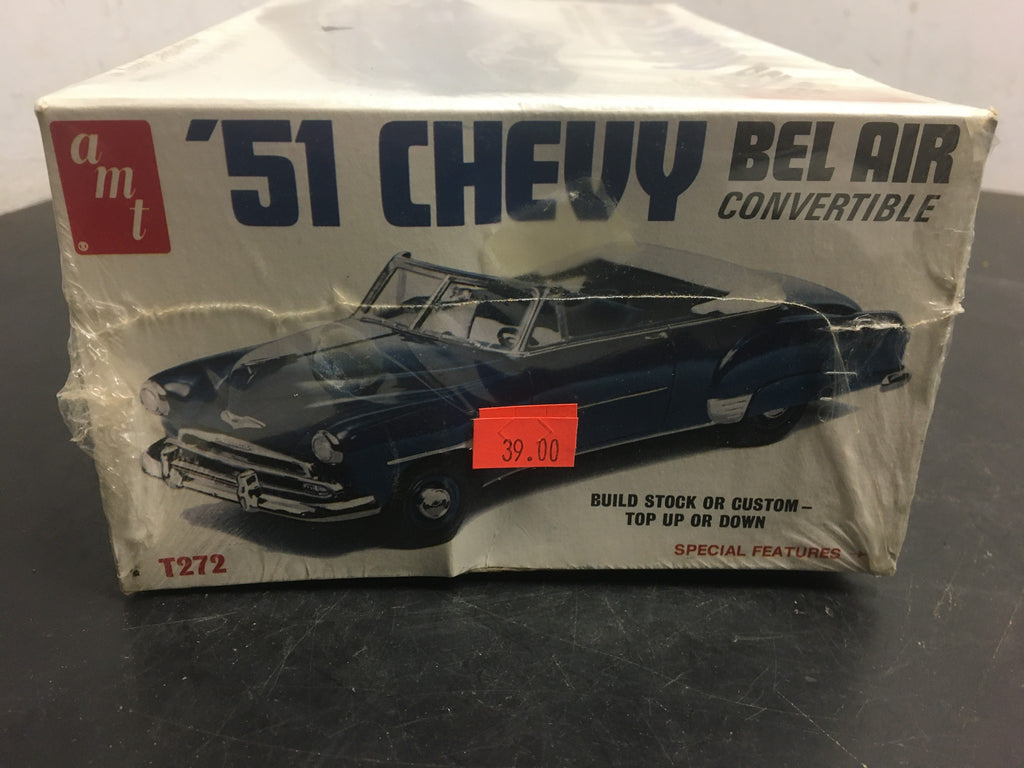 amt®
'51 CHEVY BEL AIR
CONVERTIBLE
39.00
BUILD STOCK OR CUSTOM–
TOP UP OR DOWN
SPECIAL FEATURES
T272